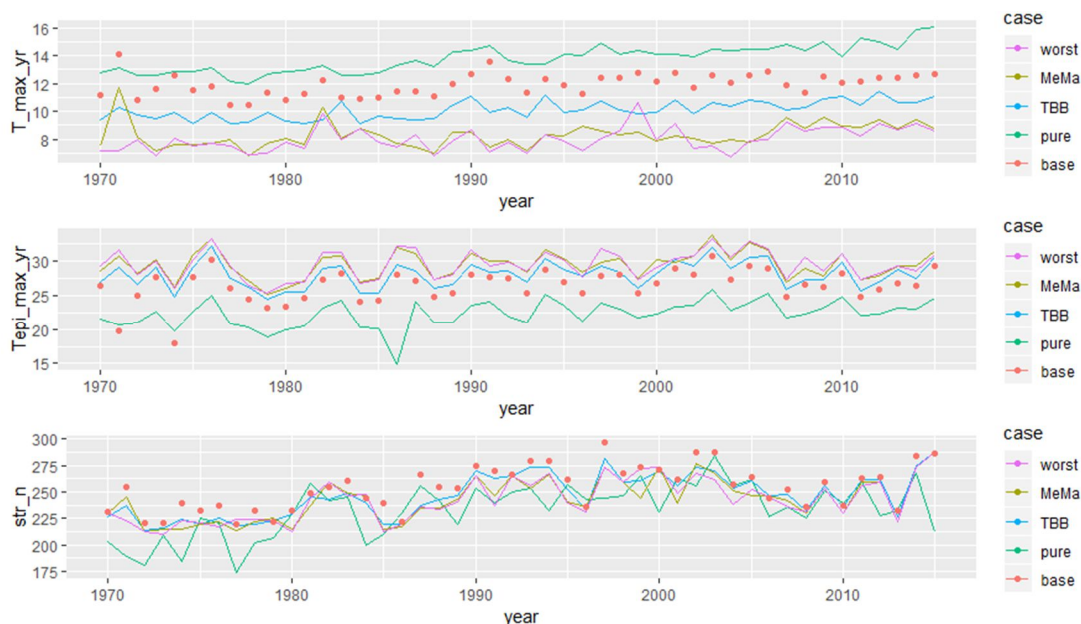 T_max_yr
16
14
12
10
8
1970 1980 1990 2000 2010
year
case
worst
MeMa
TBB
pure
base
Tepi_max_yr
30
25
20
15
1970 1980 1990 2000 2010
year
case
worst
MeMa
TBB
pure
base
str_n
300
275
250
225
200
175
1970 1980 1990 2000 2010
year
case
worst
MeMa
TBB
pure
base